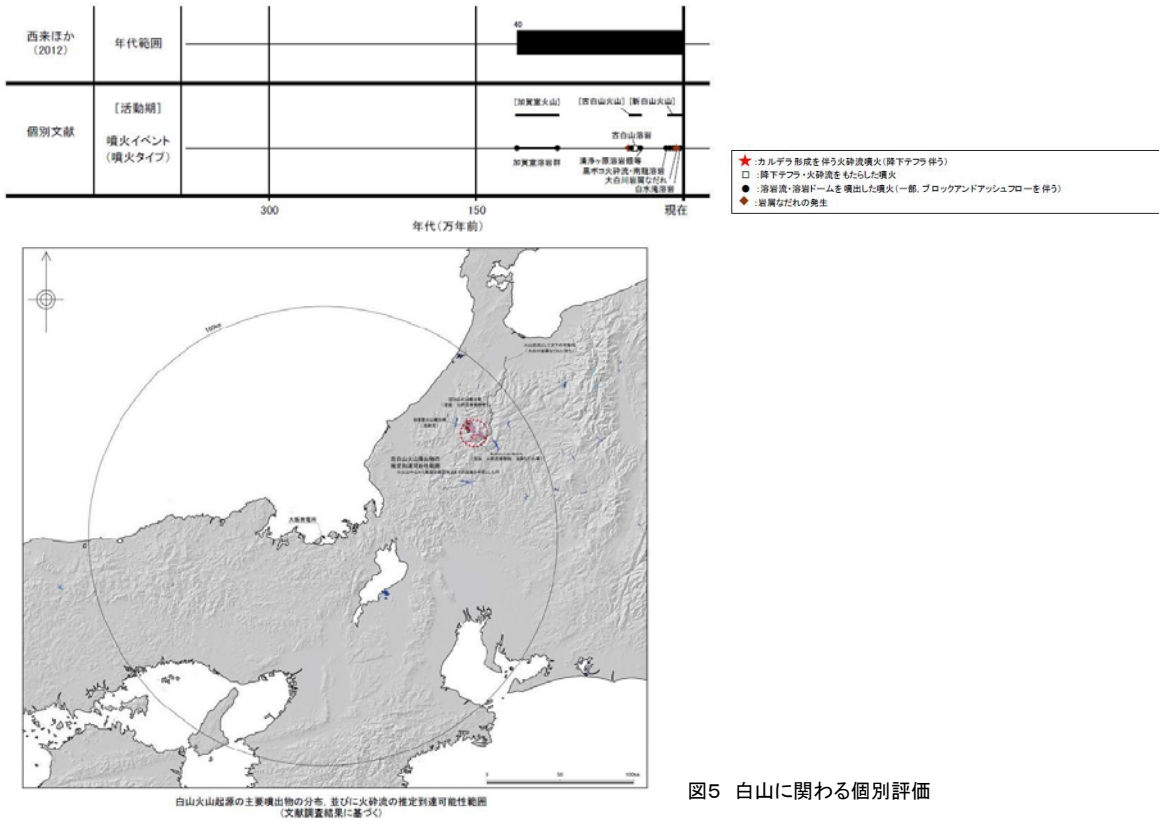 西来ほか
(2012)
年代範囲
40
個別文献
[活動期]
噴火イベント
(噴火タイプ)
[加賀室火山]
[古白山火山]
[新白山火山]
古白山溶岩
加賀室溶岩群
清浄ヶ原溶岩類等
黒ボコ火砕流・南龍溶岩
大白川岩屑なだれ
白水滝溶岩
300
150
現在
年代(万年前)
★:カルデラ形成を伴う火砕流噴火(降下テフラ伴う)
□:降下テフラ・火砕流をもたらした噴火
●:溶岩流・溶岩ドームを噴出した噴火(一部, ブロックアンドアッシュフローを伴う)
◆:岩屑なだれの発生
160km
大飯発電所
0
50
100km
白山火山起源の主要噴出物の分布, 並びに火砕流の推定到達可能性範囲
(文献調査結果に基づく)
図5 白山に関わる個別評価